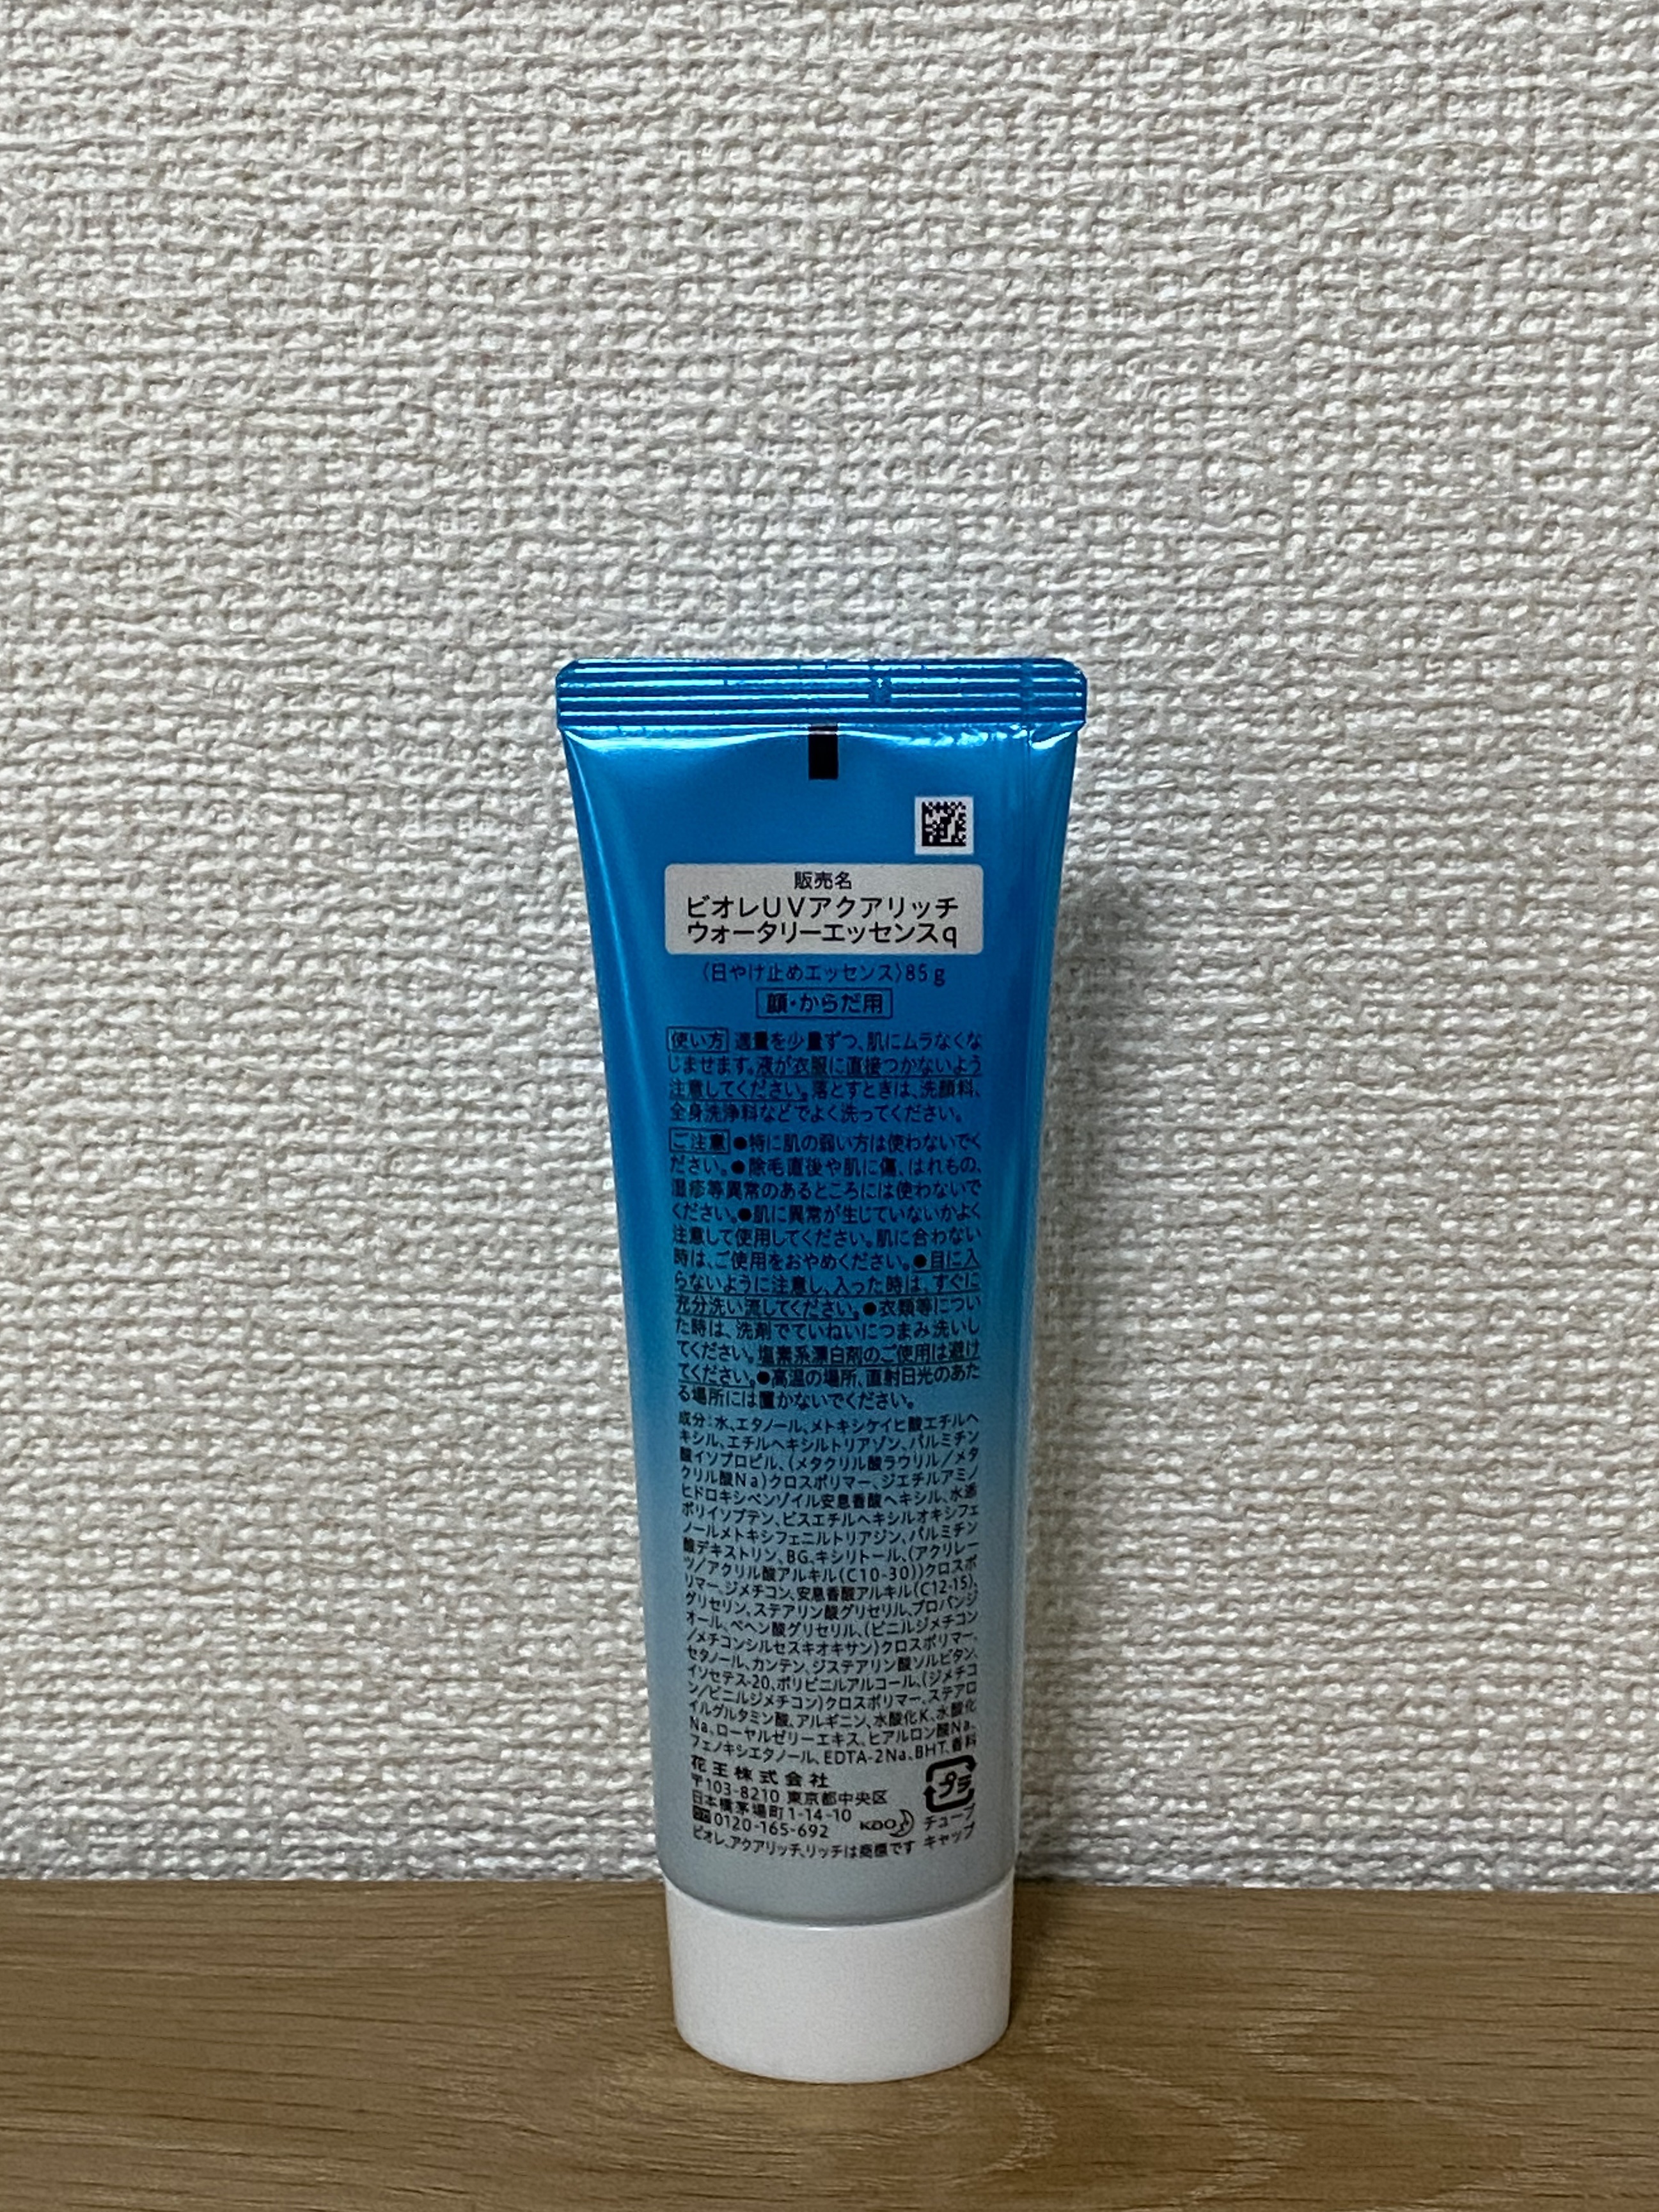 販売名
ビオレUVアクアリッチ
ウォータリーエッセンスq
〈日やけ止めエッセンス〉85g
顔・からだ用
使い方 適量を少量ずつ、肌にムラなくな
じませます。液が衣服に直接つかないよう
注意してください。落とすときは、洗顔料、
全身洗浄料などでよく洗ってください。
ご注意 ●特に肌の弱い方は使わないでく
ださい。●除毛直後や肌に傷、はれもの、
湿疹等異常のあるところには使わないで
ください。●肌に異常が生じていないかよく
注意して使用してください。肌に合わない
時は、ご使用をおやめください。●目に入
らないように注意し、入った時は、すぐに
充分洗い流してください。●衣類等につい
た時は、洗剤でていねいにつまみ洗いし
てください。塩素系漂白剤のご使用は避け
てください。●高温の場所、直射日光のあた
る場所には置かないでください。
成分：水、エタノール、メトキシケイヒ酸エチルヘ
キシル、エチルヘキシルトリアゾン、パルミチン
酸イソプロピル、(メタクリル酸ラウリル／メタ
クリル酸Na)クロスポリマー、ジエチルアミノ
ヒドロキシベンゾイル安息香酸ヘキシル、水添
ポリイソブテン、ビスエチルヘキシルオキシフェ
ノールメトキシフェニルトリアジン、パルミチン
酸デキストリン、BG、キシリトール、(アクリレー
ツ／アクリル酸アルキル(C10-30))クロスポ
リマー、ジメチコン、安息香酸アルキル(C12-15)、
グリセリン、ステアリン酸グリセリル、プロパンジ
オール、ベヘン酸グリセリル、(ビニルジメチコン
／メチコンシルセスキオキサン)クロスポリマー、
セタノール、カンテン、ジステアリン酸ソルビタン、
イソセテス-20、ポリビニルアルコール、(ジメチコ
ン／ビニルジメチコン)クロスポリマー、ステアロ
イルグルタミン酸、アルギニン、水酸化K、水酸化
Na、ローヤルゼリーエキス、ヒアルロン酸Na、
フェノキシエタノール、EDTA-2Na、BHT、香料
花王株式会社
〒103-8210 東京都中央区
日本橋茅場町1-14-10
0120-165-692
ビオレ、アクアリッチ、リッチは商標です
Kao
プラ
チューブ
キャップ